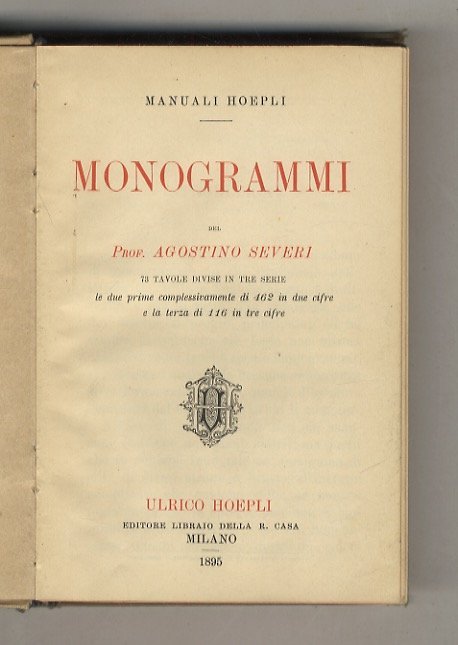 MANUALI HOEPLI
MONOGRAMMI
DEL
PROF. AGOSTINO SEVERI
73 TAVOLE DIVISE IN TRE SERIE
le due prime complessivamente di 462 in due cifre
e la terza di 116 in tre cifre
ULRICO HOEPLI
EDITORE LIBRAIO DELLA R. CASA
MILANO
1895